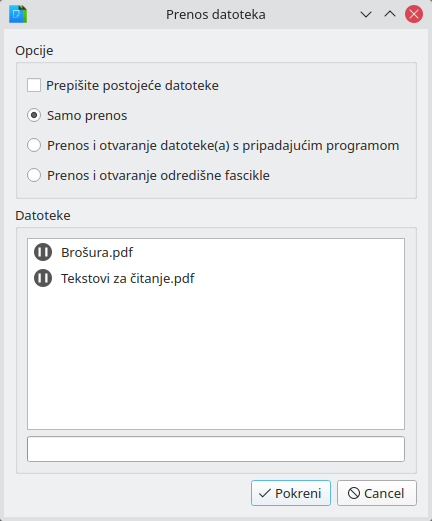 Prenos datoteka
Opcije
Prepišite postojeće datoteke
Samo prenos
Prenos i otvaranje datoteke(a) s pripadajućim programom
Prenos i otvaranje odredišne fascikle
Datoteke
Brošura.pdf
Tekstovi za čitanje.pdf
Pokreni
Cancel